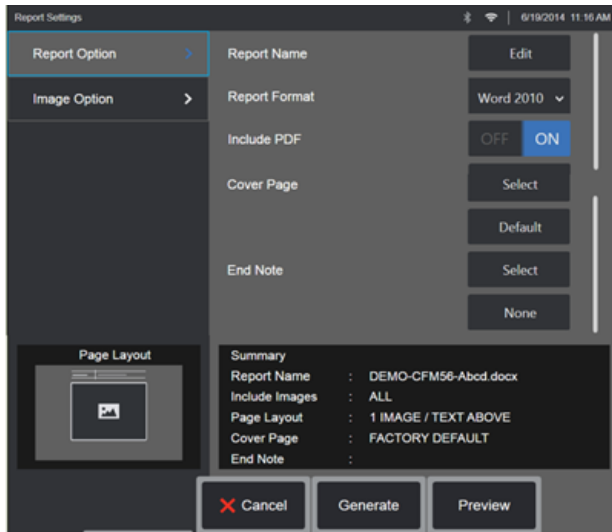 Report Settings 6/19/2014 11:16 AM
Report Option
Image Option
Report Name Edit
Report Format Word 2010
Include PDF OFF ON
Cover Page Select
Default
End Note Select
None
Page Layout
Summary
Report Name : DEMO-CFM56-Abcd.docx
Include Images : ALL
Page Layout : 1 IMAGE / TEXT ABOVE
Cover Page : FACTORY DEFAULT
End Note :
Cancel Generate Preview